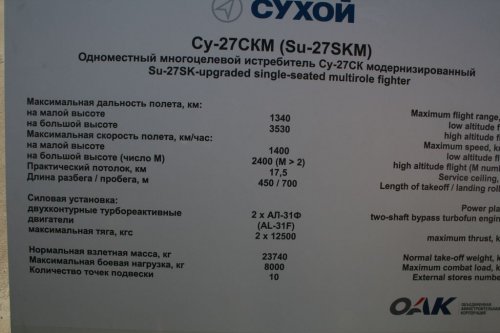 СУХОЙ
Су-27СКМ (Su-27SKM)
Одноместный многоцелевой истребитель Су-27СК модернизированный
Su-27SK-upgraded single-seated multirole fighter
Максимальная дальность полета, км:
на малой высоте 1340
на большой высоте 3530
Максимальная скорость полета, км/час:
на малой высоте 1400
на большой высоте (число М) 2400 (М > 2)
Практический потолок, км 17,5
Длина разбега / пробега, м 450 / 700
Силовая установка:
двухконтурные турбореактивные 2 x АЛ-31Ф
двигатели (AL-31F)
максимальная тяга, кгс 2 x 12500
Нормальная взлетная масса, кг 23740
Максимальная боевая нагрузка, кг 8000
Количество точек подвески 10
Maximum flight range,
low altitude f
high altitude f
Maximum speed, k
low altitude f
high altitude flight (M num
Service ceiling,
Length of takeoff / landing roll
Power pla
two-shaft bypass turbofan engin
maximum thrust, k
Normal take-off weight, k
Maximum combat load, k
External stores numbe
ОАК
ОБЪЕДИНЕННАЯ
АВИАСТРОИТЕЛЬНАЯ
КОРПОРАЦИЯ